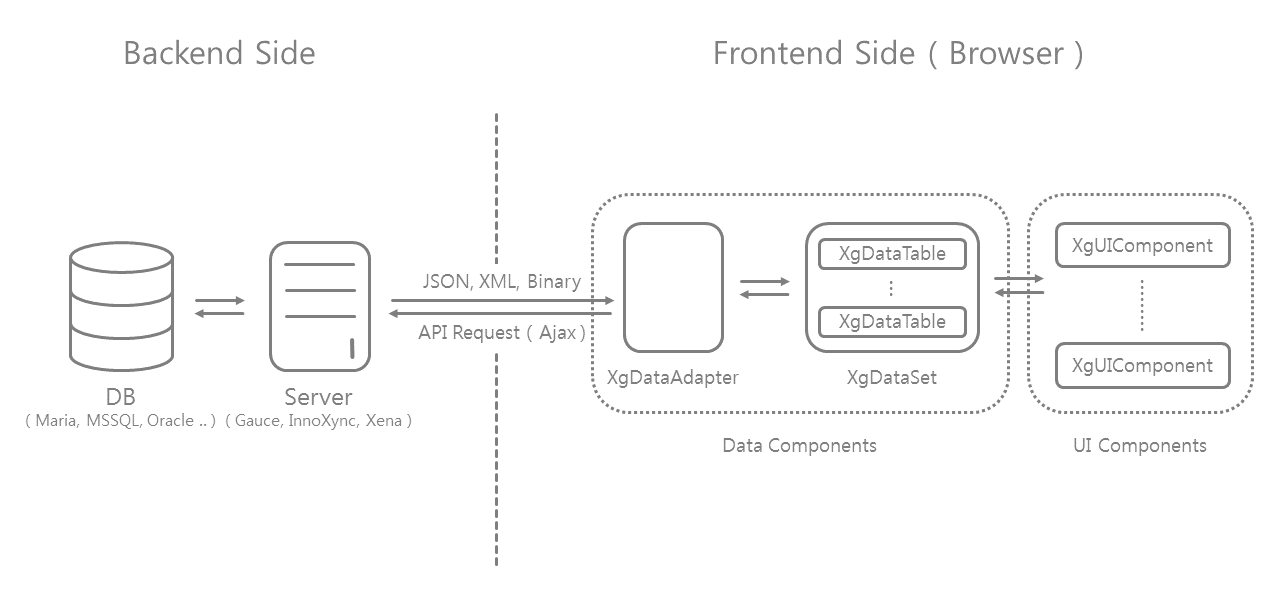 Backend Side
Frontend Side ( Browser )
JSON, XML, Binary
API Request ( Ajax )
DB
( Maria, MSSQL, Oracle .. )
Server
( Gauce, InnoXync, Xena )
XgDataAdapter
XgDataTable
XgDataTable
XgDataSet
Data Components
XgUIComponent
XgUIComponent
UI Components